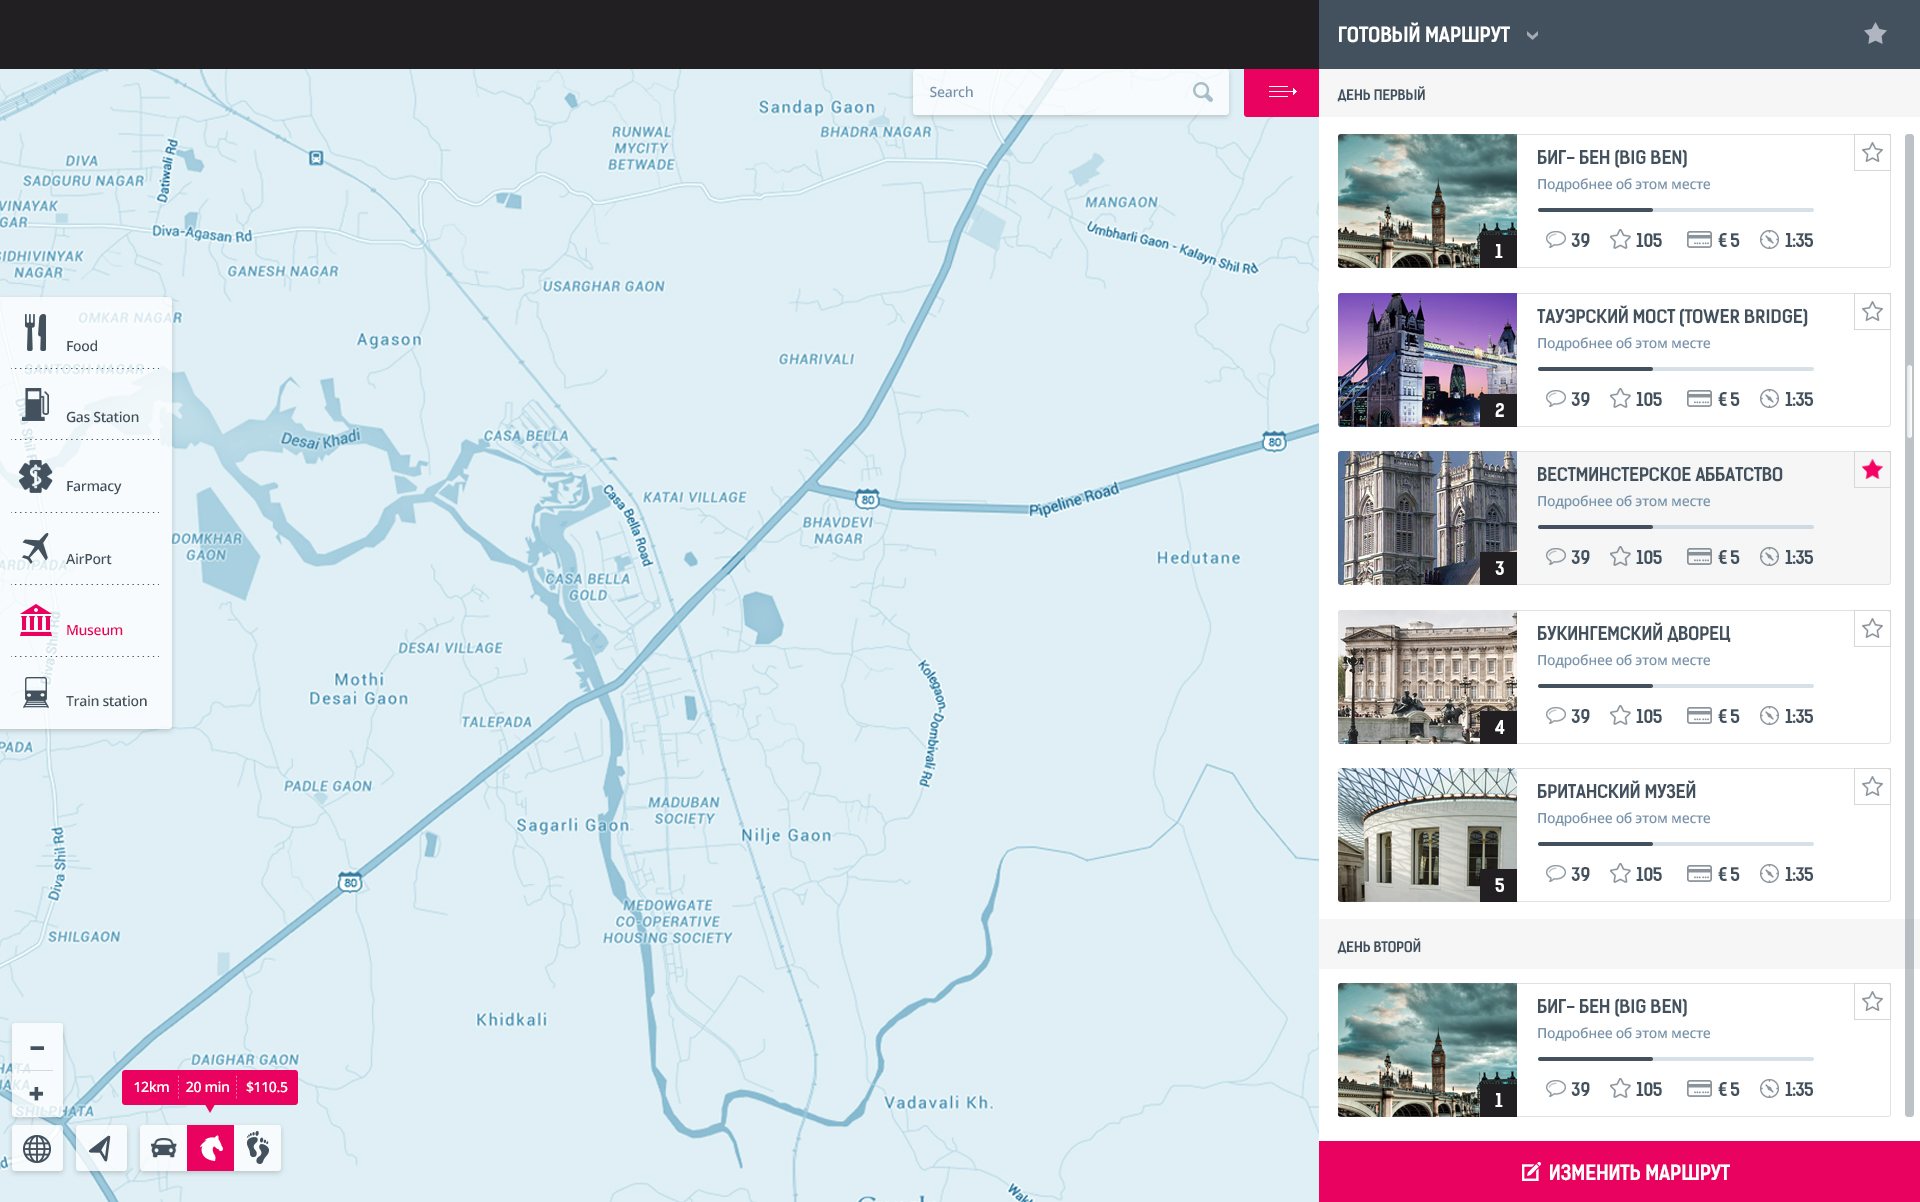 ГОТОВЫЙ МАРШРУТ
Search
ДЕНЬ ПЕРВЫЙ
БИГ– БЕН (BIG BEN)
Подробнее об этом месте
39 105 € 5 1:35
1
ТАУЭРСКИЙ МОСТ (TOWER BRIDGE)
Подробнее об этом месте
39 105 € 5 1:35
2
ВЕСТМИНСТЕРСКОЕ АББАТСТВО
Подробнее об этом месте
39 105 € 5 1:35
3
БУКИНГЕМСКИЙ ДВОРЕЦ
Подробнее об этом месте
39 105 € 5 1:35
4
БРИТАНСКИЙ МУЗЕЙ
Подробнее об этом месте
39 105 € 5 1:35
5
ДЕНЬ ВТОРОЙ
БИГ– БЕН (BIG BEN)
Подробнее об этом месте
39 105 € 5 1:35
1
ИЗМЕНИТЬ МАРШРУТ
Sandap Gaon
RUNWAL
MYCITY
BETWADE
BHADRA NAGAR
DIVA
SADGURU NAGAR
Datiwali Rd
VINAYAK
GAR
Diva-Agasan Rd
SIDHIVINYAK
NAGAR
GANESH NAGAR
MANGAON
Umbharli Gaon - Kalayn Shil Rd
USARGHAR GAON
OMKAR NAGAR
Food
SANTOSH NAGAR
Gas Station
Farmacy
AirPort
Museum
Train station
Agason
GHARIVALI
Desai Khadi
CASA BELLA
80
Casa Bella Road
KATAI VILLAGE
80
Pipeline Road
BHAVDEVI
NAGAR
DOMKHAR
GAON
Hedutane
CASA BELLA
GOLD
DESAI VILLAGE
Mothi
Desai Gaon
Kolegaon-Dombivali Rd
TALEPADA
PADA
PADLE GAON
MADUBAN
SOCIETY
Sagarli Gaon
Nilje Gaon
Diva Shil Rd
80
MEDOWGATE
CO-OPERATIVE
HOUSING SOCIETY
SHILGAON
Khidkali
DAIGHAR GAON
12km 20 min $110.5
SHILPHATA
Vadavali Kh.